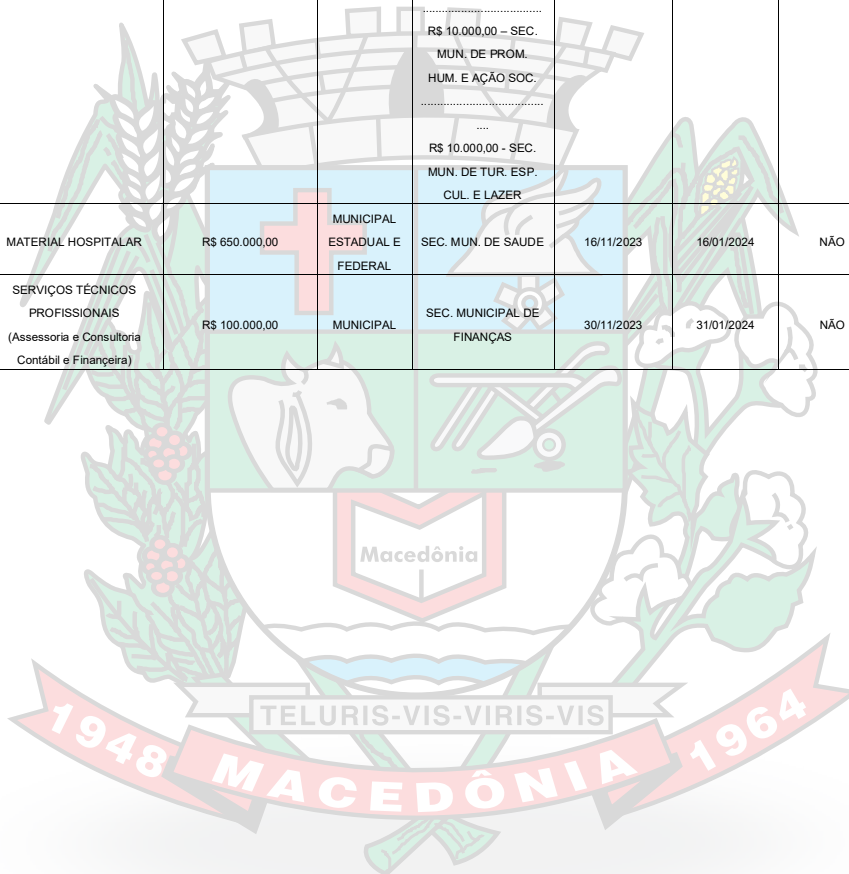 .................................
R$ 10.000,00 – SEC.
MUN. DE PROM.
HUM. E AÇÃO SOC.
..................................
....
R$ 10.000,00 - SEC.
MUN. DE TUR. ESP.
CUL. E LAZER
MATERIAL HOSPITALAR
R$ 650.000,00
MUNICIPAL
ESTADUAL E
FEDERAL
SEC. MUN. DE SAUDE
16/11/2023
16/01/2024
NÃO
SERVIÇOS TÉCNICOS
PROFISSIONAIS
(Assessoria e Consultoria
Contábil e Finançeira)
R$ 100.000,00
MUNICIPAL
SEC. MUNICIPAL DE
FINANÇAS
30/11/2023
31/01/2024
NÃO
Macedônia
TELURIS-VIS-VIRIS-VIS
1948 MACEDÔNIA 1964